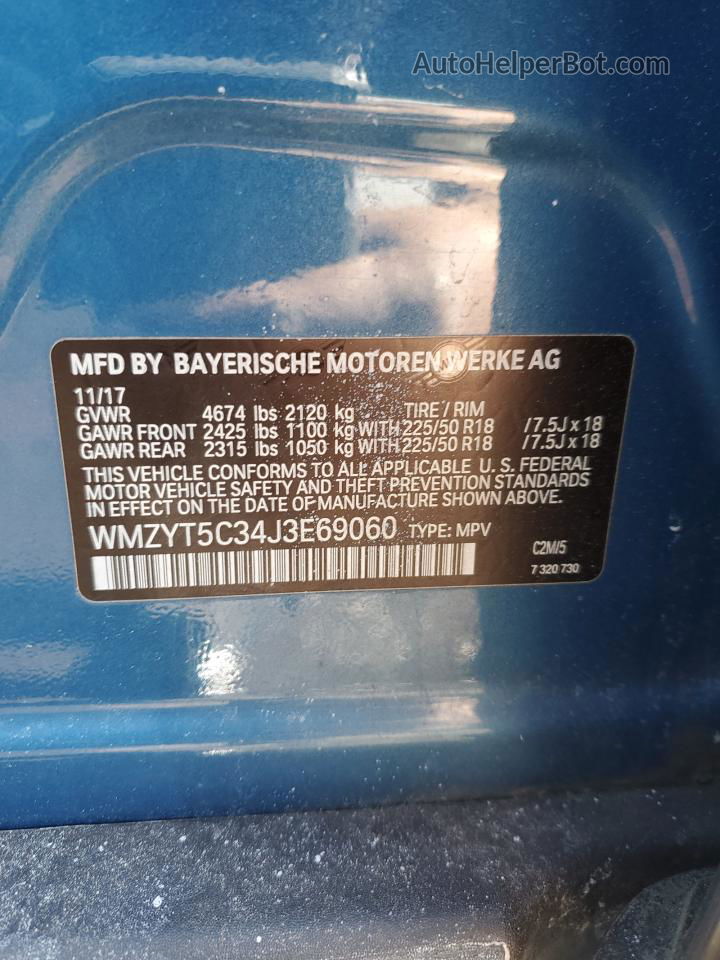 AutoHelperBot.com
MFD BY BAYERISCHE MOTOREN WERKE AG
11/17
GVWR 4674 lbs 2120 kg TIRE / RIM
GAWR FRONT 2425 lbs 1100 kg WITH 225/50 R18 / 7.5J x 18
GAWR REAR 2315 lbs 1050 kg WITH 225/50 R18 / 7.5J x 18
THIS VEHICLE CONFORMS TO ALL APPLICABLE U.S. FEDERAL
MOTOR VEHICLE SAFETY AND THEFT PREVENTION STANDARDS
IN EFFECT ON THE DATE OF MANUFACTURE SHOWN ABOVE.
WMZYT5C34J3E69060 TYPE: MPV
C2M/5
7 320 730